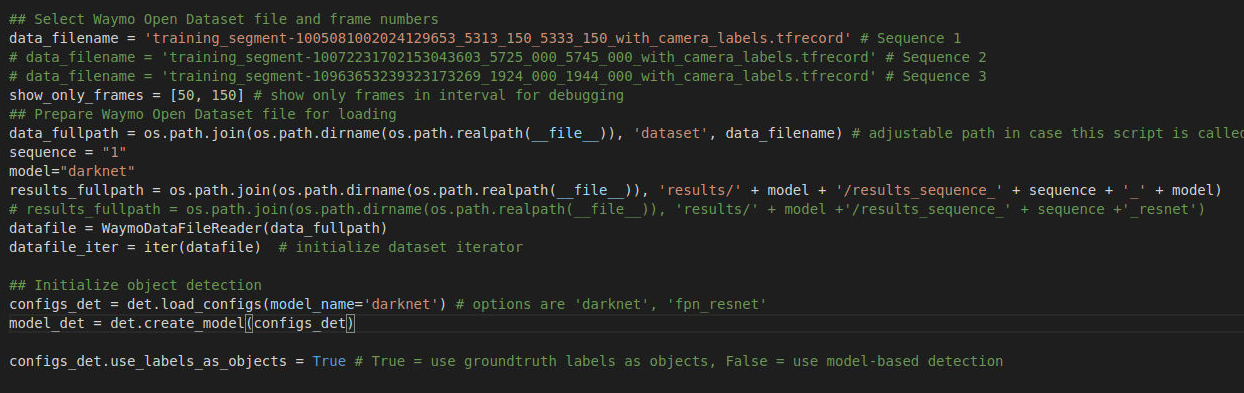 ## Select Waymo Open Dataset file and frame numbers
data_filename = 'training_segment-1005081002024129653_5313_150_5333_150_with_camera_labels.tfrecord' # Sequence 1
# data_filename = 'training_segment-10072231702153043603_5725_000_5745_000_with_camera_labels.tfrecord' # Sequence 2
# data_filename = 'training_segment-10963653239323173269_1924_000_1944_000_with_camera_labels.tfrecord' # Sequence 3
show_only_frames = [50, 150] # show only frames in interval for debugging
## Prepare Waymo Open Dataset file for loading
data_fullpath = os.path.join(os.path.dirname(os.path.realpath(__file__)), 'dataset', data_filename) # adjustable path in case this script is called
sequence = "1"
model="darknet"
results_fullpath = os.path.join(os.path.dirname(os.path.realpath(__file__)), 'results/' + model + '/results_sequence_' + sequence + '_' + model)
# results_fullpath = os.path.join(os.path.dirname(os.path.realpath(__file__)), 'results/' + model +'/results_sequence_' + sequence +'_resnet')
datafile = WaymoDataFileReader(data_fullpath)
datafile_iter = iter(datafile)  # initialize dataset iterator
## Initialize object detection
configs_det = det.load_configs(model_name='darknet') # options are 'darknet', 'fpn_resnet'
model_det = det.create_model(configs_det)
configs_det.use_labels_as_objects = True # True = use groundtruth labels as objects, False = use model-based detection